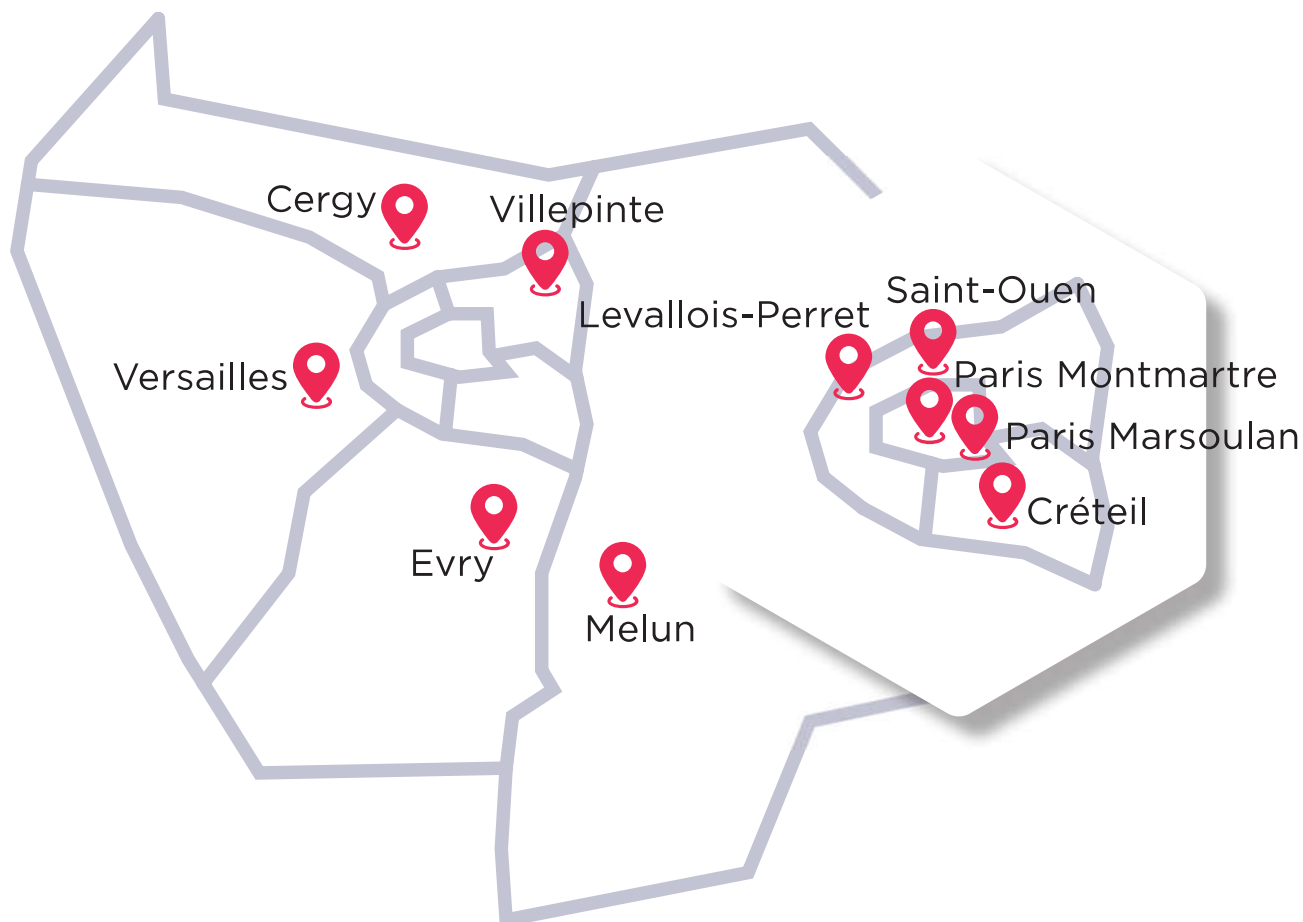 Cergy
Villepinte
Saint-Ouen
Levallois-Perret
Versailles
Paris Montmartre
Paris Marsoulan
Créteil
Evry
Melun